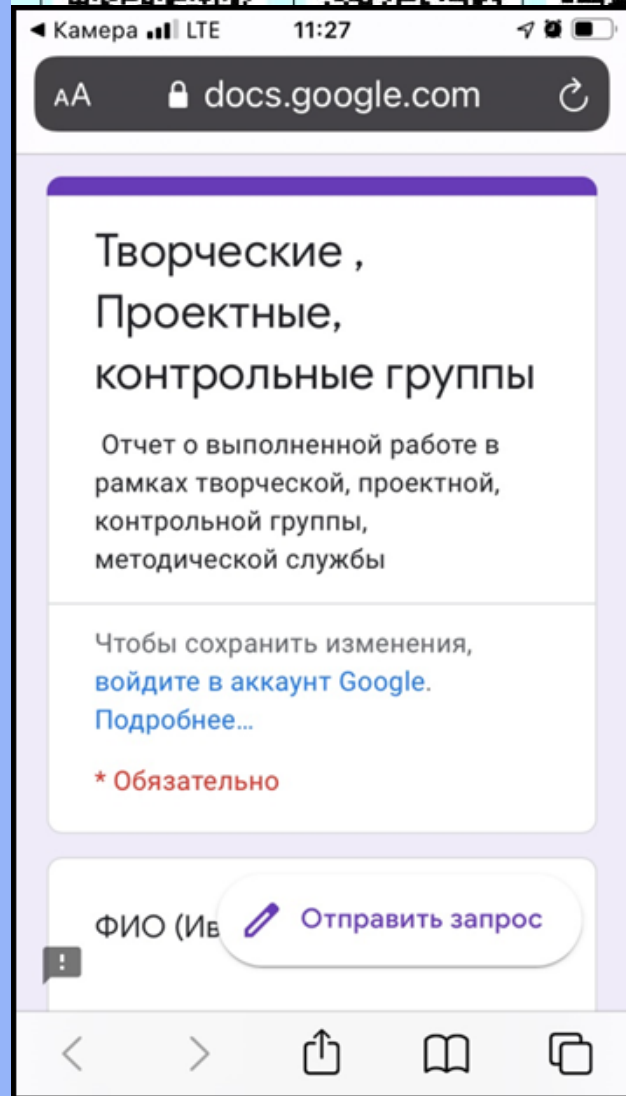 Камера LTE 11:27
AA docs.google.com
Творческие ,
Проектные,
контрольные группы
Отчет о выполненной работе в
рамках творческой, проектной,
контрольной группы,
методической службы
Чтобы сохранить изменения,
войдите в аккаунт Google.
Подробнее...
* Обязательно
ФИО (Ив
Отправить запрос